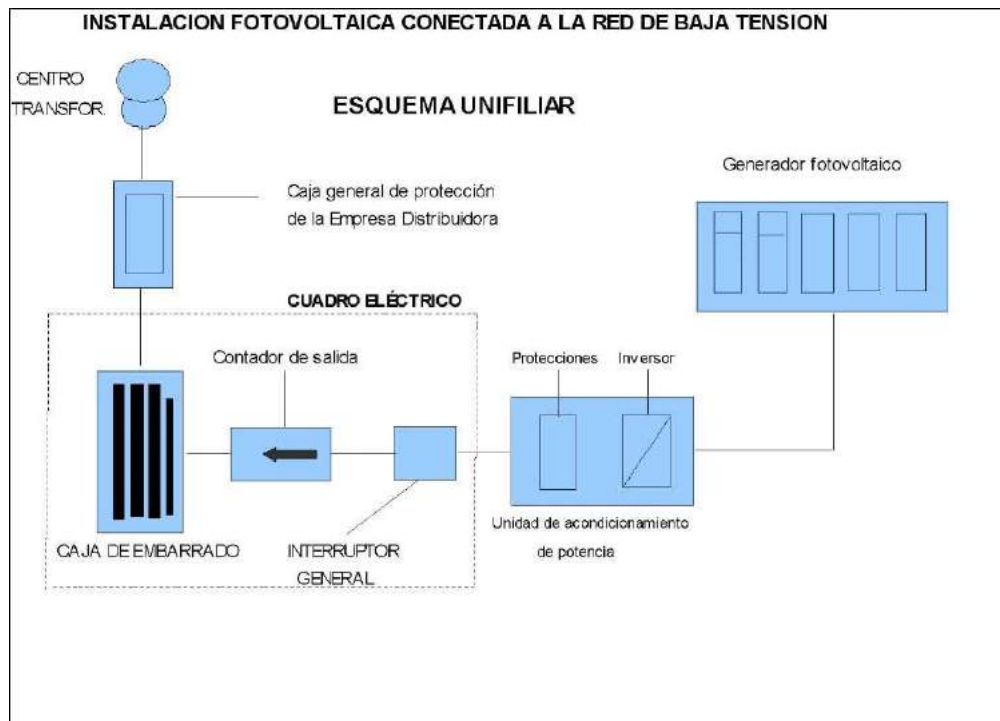 INSTALACION FOTOVOLTAICA CONECTADA A LA RED DE BAJA TENSION
CENTRO
TRANSFOR.
ESQUEMA UNIFILIAR
Generador fotovoltaico
Caja general de protección
de la Empresa Distribuidora
CUADRO ELÉCTRICO
Contador de salida
Protecciones
Inversor
Unidad de acondicionamiento
de potencia
CAJA DE EMBARRADO
INTERRUPTOR
GENERAL